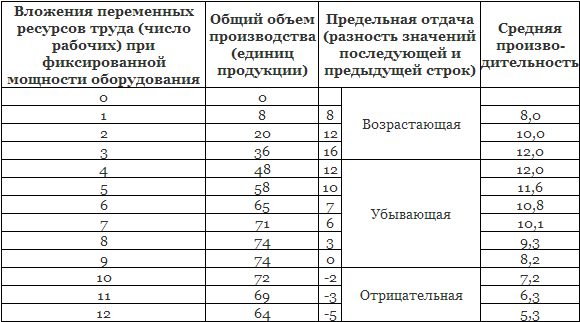 Вложения переменных ресурсов труда (число рабочих) при фиксированной мощности оборудования | Общий объем производства (единиц продукции) | Предельная отдача (разность значений последующей и предыдущей строк) | Средняя произво-дительность
0 0
1 8 8 Возрастающая 8,0
2 20 12 10,0
3 36 16 12,0
4 48 12 Убывающая 12,0
5 58 10 11,6
6 65 7 10,8
7 71 6 10,1
8 74 3 9,3
9 74 0 8,2
10 72 -2 Отрицательная 7,2
11 69 -3 6,3
12 64 -5 5,3